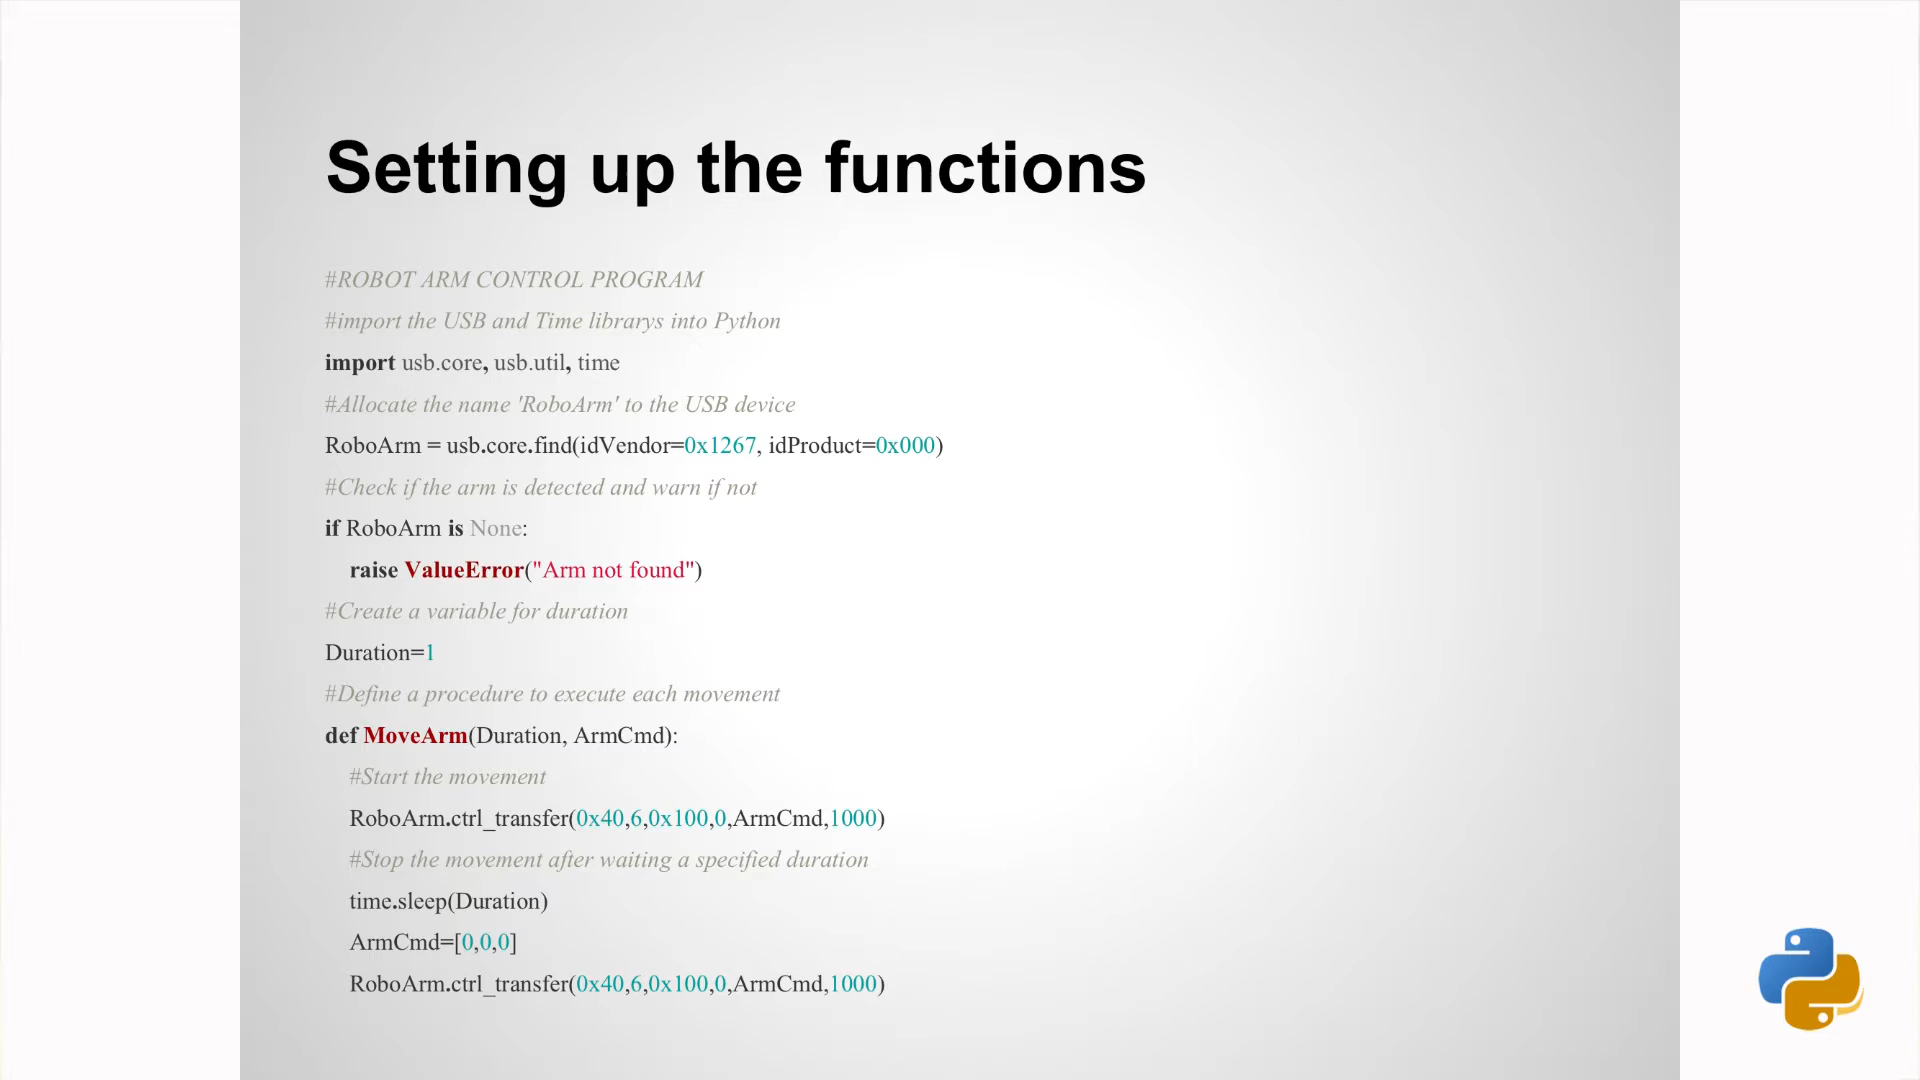 Setting up the functions
#ROBOT ARM CONTROL PROGRAM
#import the USB and Time librarys into Python
import usb.core, usb.util, time
#Allocate the name 'RoboArm' to the USB device
RoboArm = usb.core.find(idVendor=0x1267, idProduct=0x000)
#Check if the arm is detected and warn if not
if RoboArm is None:
    raise ValueError("Arm not found")
#Create a variable for duration
Duration=1
#Define a procedure to execute each movement
def MoveArm(Duration, ArmCmd):
    #Start the movement
    RoboArm.ctrl_transfer(0x40,6,0x100,0,ArmCmd,1000)
    #Stop the movement after waiting a specified duration
    time.sleep(Duration)
    ArmCmd=[0,0,0]
    RoboArm.ctrl_transfer(0x40,6,0x100,0,ArmCmd,1000)